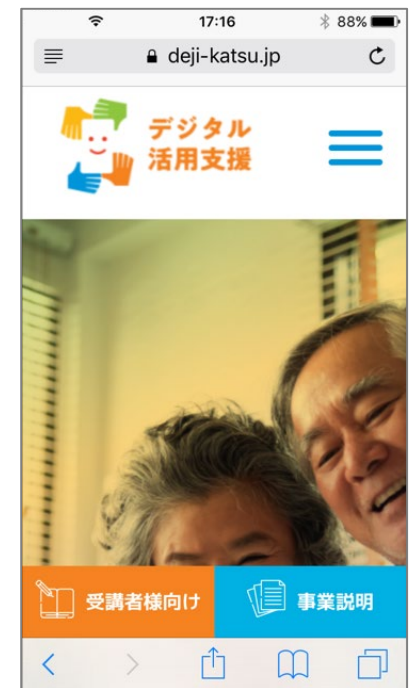 17:16
88%
deji-katsu.jp
デジタル
活用支援
受講者様向け
事業説明